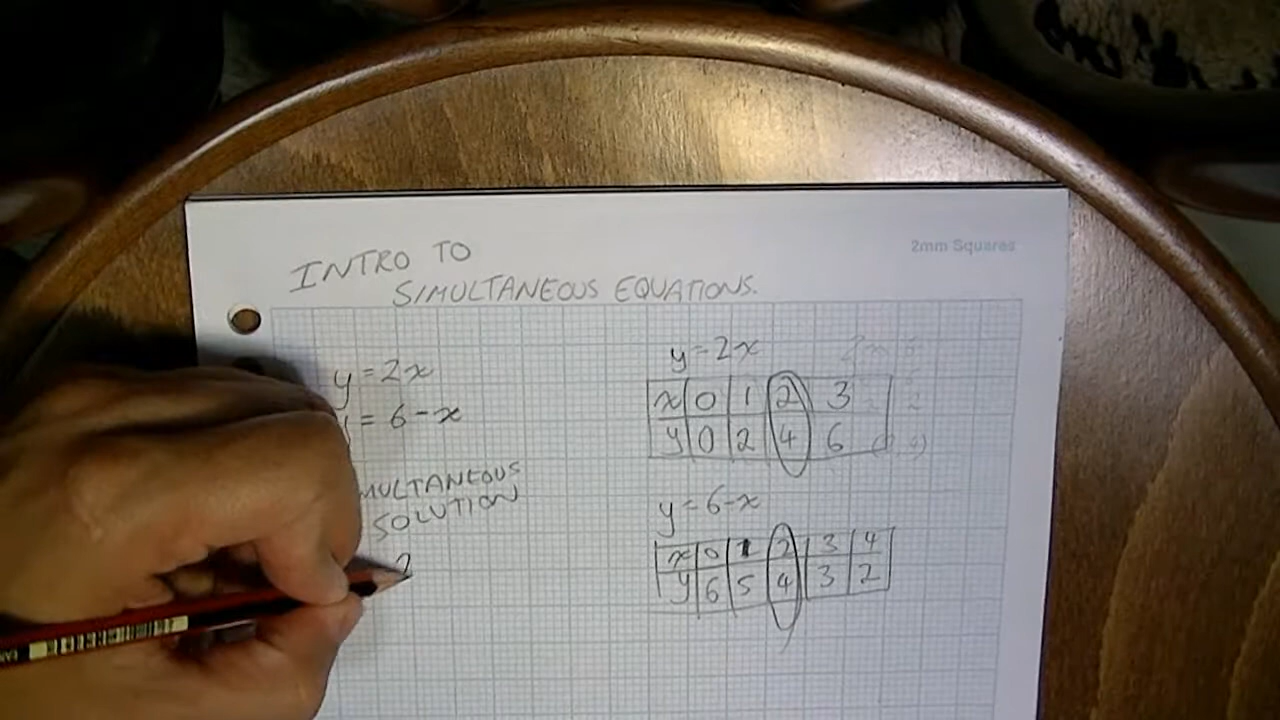 INTRO TO
SIMULTANEOUS EQUATIONS.
2mm Squares
y = 2x
= 6 - x
SOLUTION
y = 2x
x 0 1 2 3
y 0 2 4 6
y = 6 - x
x 0 1 2 3 4
y 6 5 4 3 2